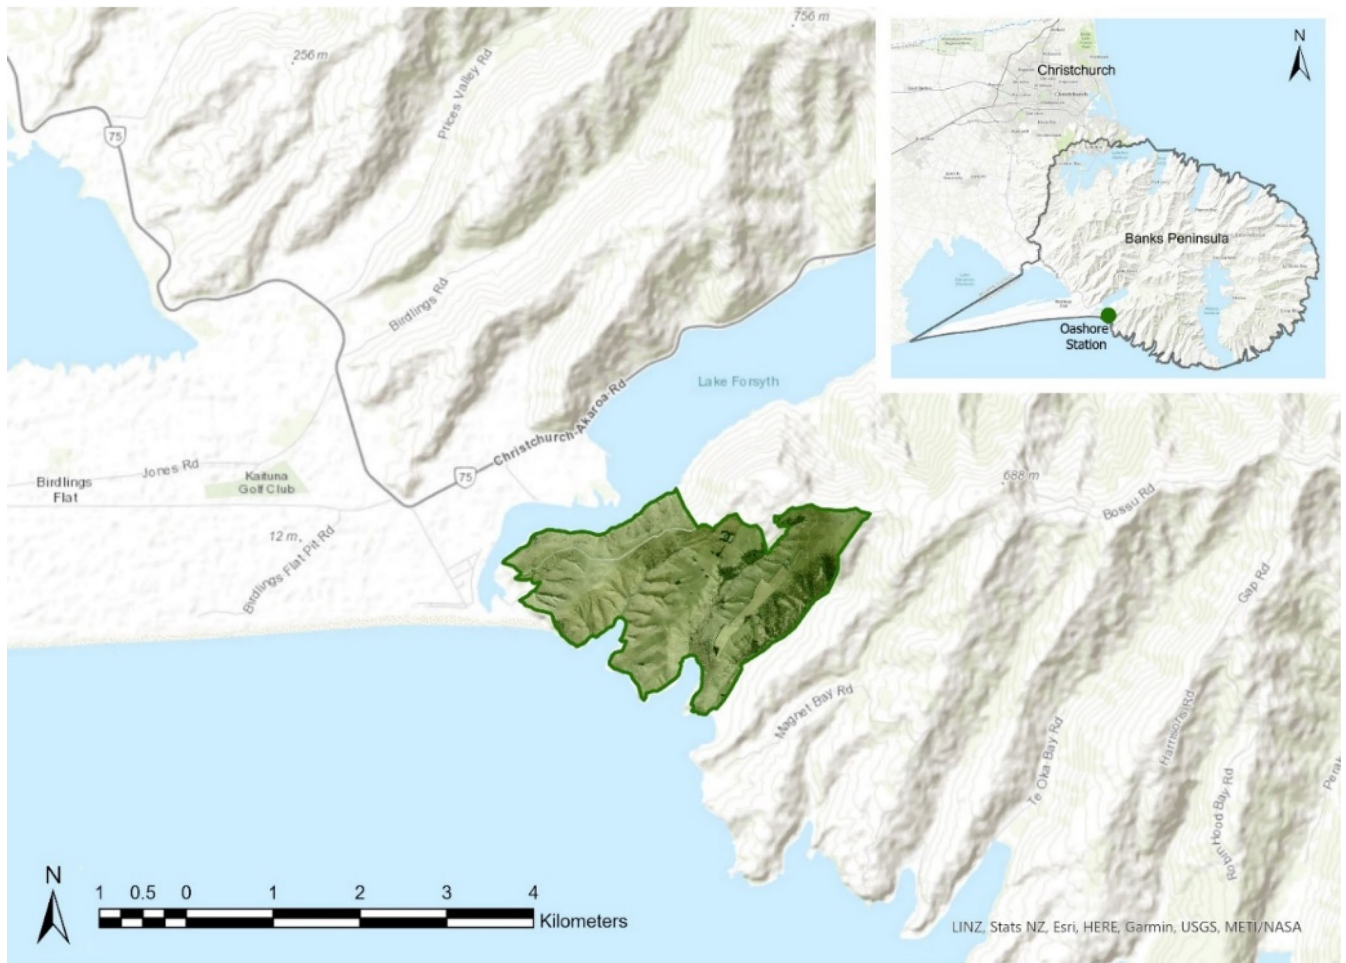 756 m
256 m
Prices Valley Rd
75
Birdlings Rd
Lake Forsyth
Christchurch-Akaroa-Rd
75
Jones Rd
Birdlings
Flat
Kaituna
Golf Club
12 m
Birdlings Flat Pit Rd
688 m
Bossu Rd
Gap Rd
Magnet Bay Rd
Te Oka Bay Rd
Harrisons Rd
Robin Hood Bay Rd
N
Christchurch
Christchurch
Banks Peninsula
Oashore
Station
N
1 0.5 0 1 2 3 4
Kilometers
LINZ, Stats NZ, Esri, HERE, Garmin, USGS, METI/NASA